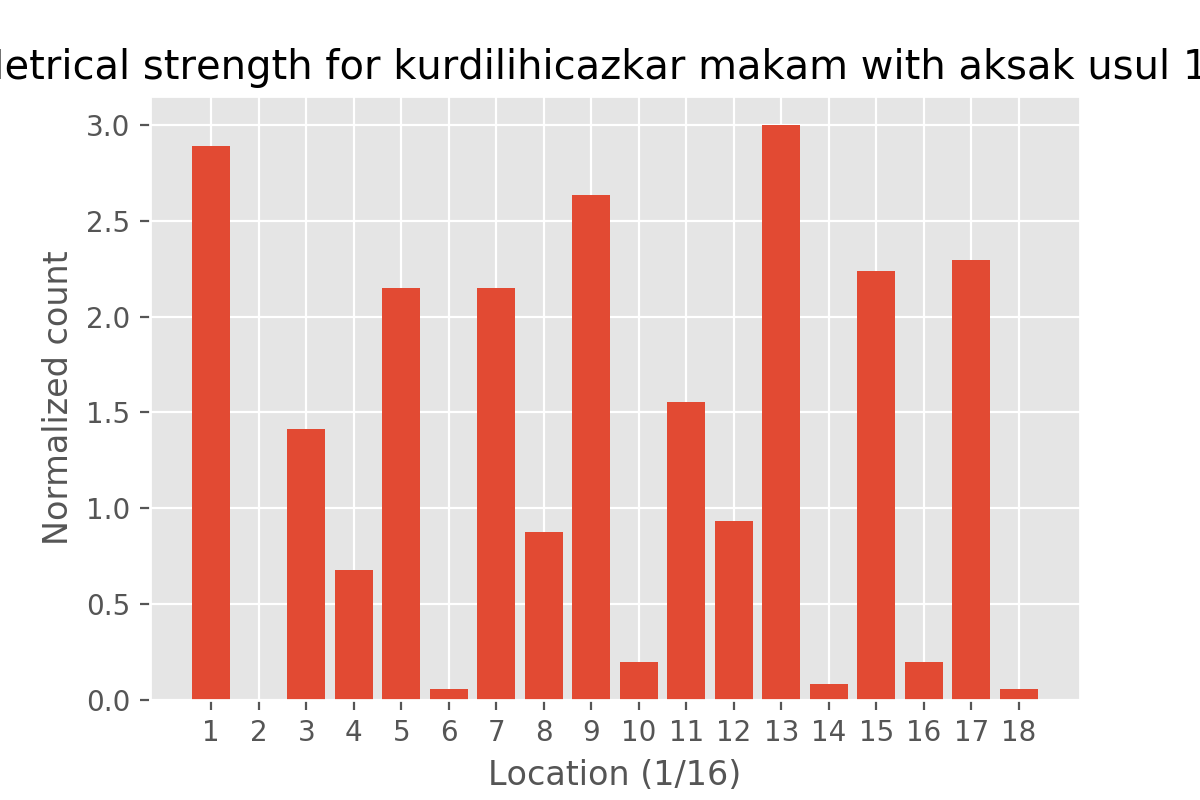 etrical strength for kurdilihicazkar makam with aksak usul 1
3.0
2.5
2.0
1.5
1.0
0.5
0.0
Normalized count
1 2 3 4 5 6 7 8 9 10 11 12 13 14 15 16 17 18
Location (1/16)